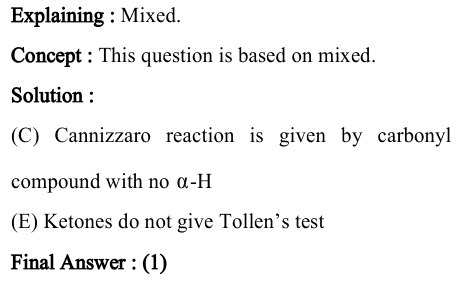 Explaining : Mixed.
Concept : This question is based on mixed.
Solution :
(C) Cannizzaro reaction is given by carbonyl
compound with no α-H
(E) Ketones do not give Tollen’s test
Final Answer : (1)